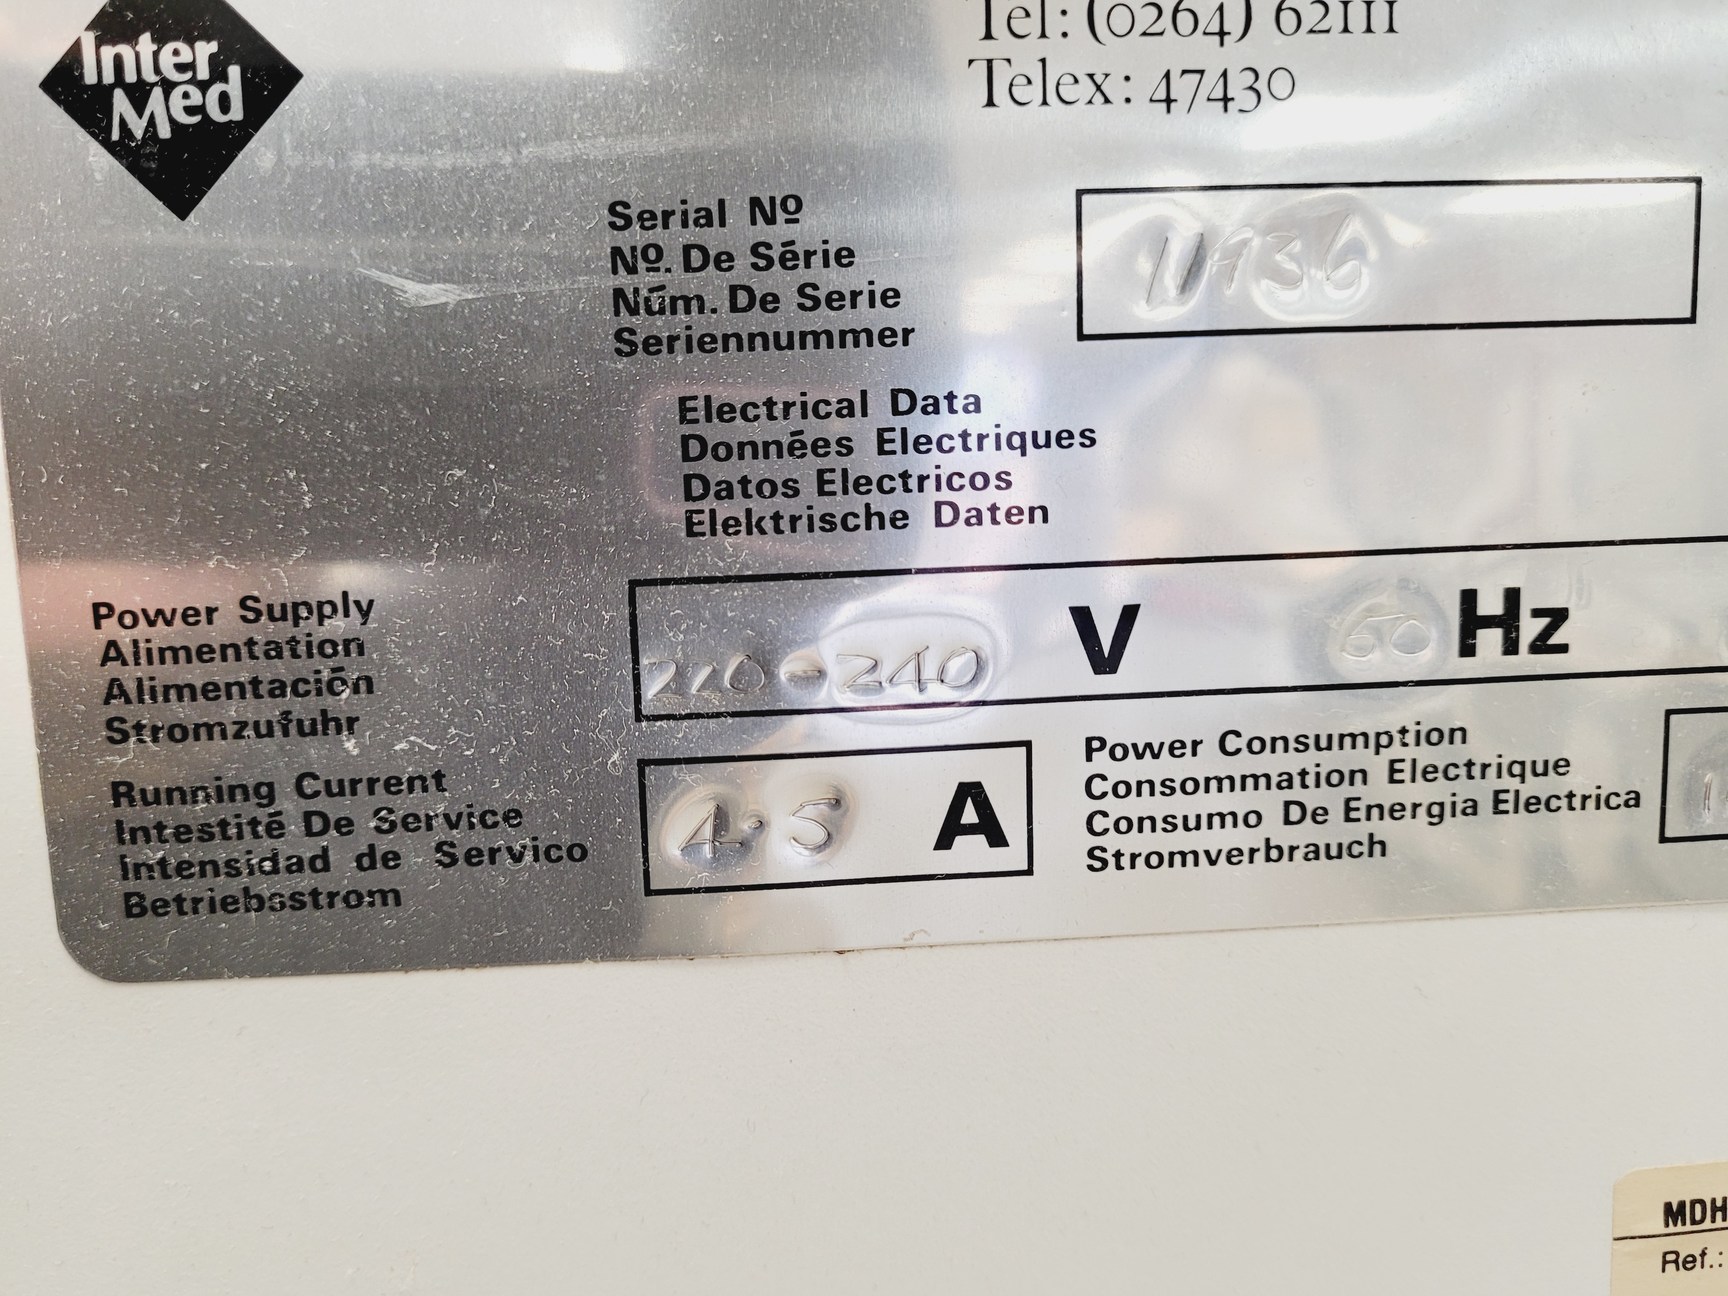 Inter
Med
Tel: (0264) 62111
Telex: 47430
Serial Nº
Nº. De Série
Núm. De Serie
Seriennummer
11936
Electrical Data
Données Electriques
Datos Electricos
Elektrische Daten
Power Supply
Alimentation
Alimentación
Stromzufuhr
220-240 V 60 Hz
Running Current
Intestité De Service
Intensidad de Servico
Betriebsstrom
4.5 A
Power Consumption
Consommation Electrique
Consumo De Energia Electrica
Stromverbrauch
MDH
Ref.: